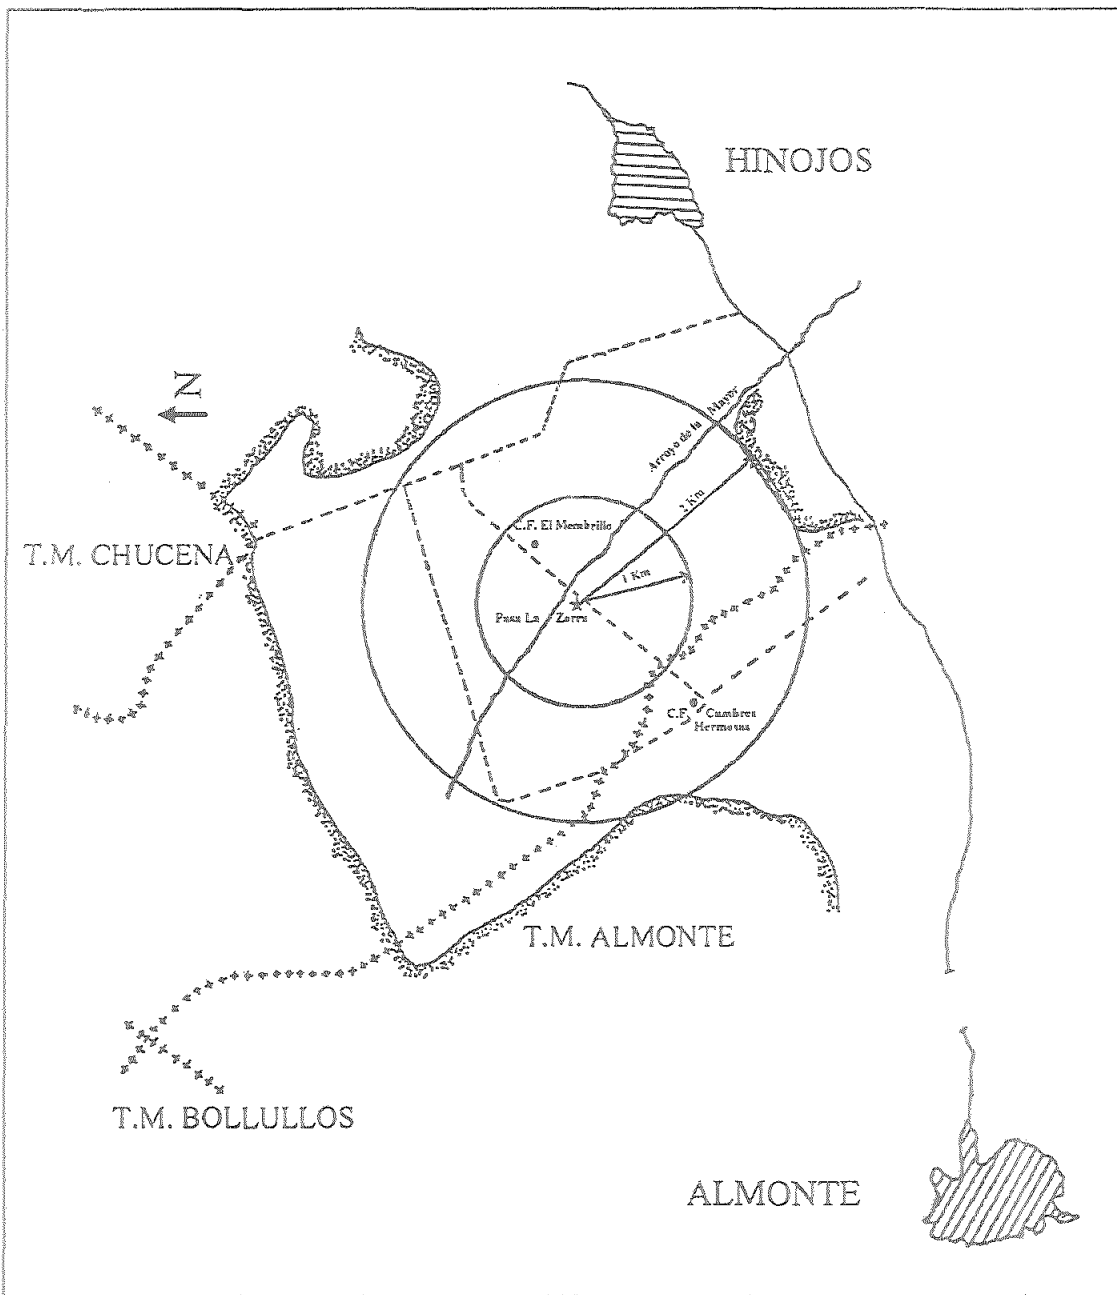 HINOJOS
N
Arroyo de la Mayor
2 Km
C.F. El Membrillo
T.M. CHUCENA
1 Km
Pasa La Zorra
C.F. Cumbres
Hermosas
T.M. ALMONTE
T.M. BOLLULLOS
ALMONTE